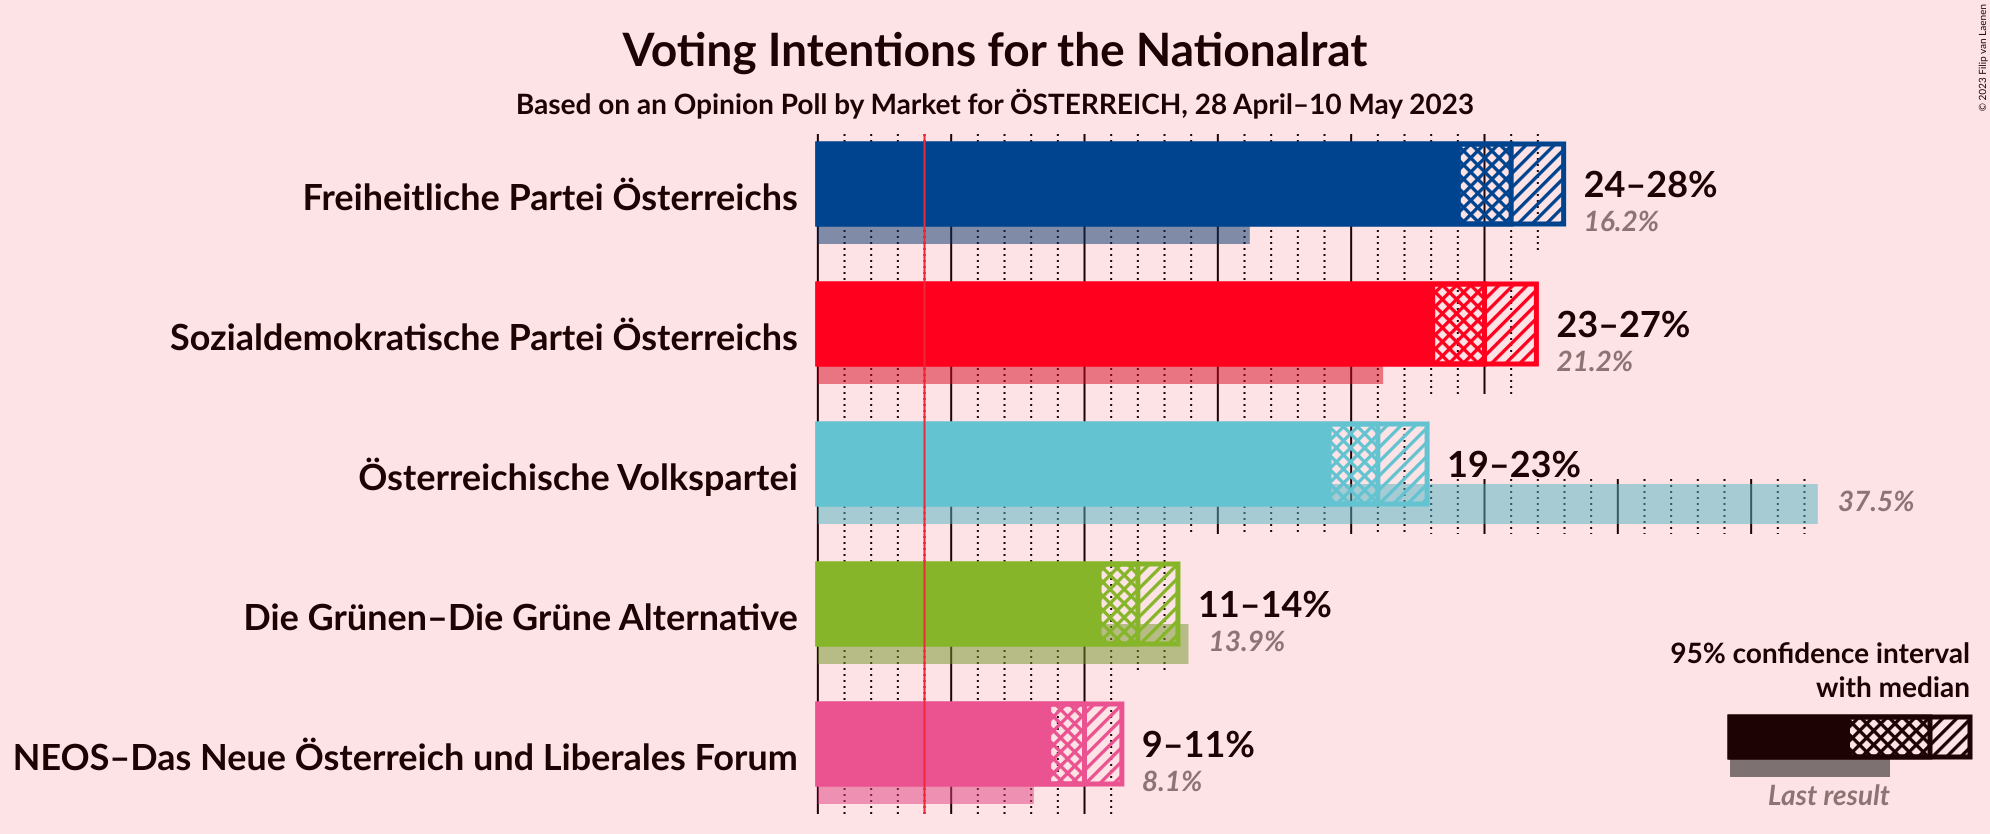 Voting Intentions for the Nationalrat
Based on an Opinion Poll by Market for ÖSTERREICH, 28 April–10 May 2023
© 2023 Filip van Laenen
Freiheitliche Partei Österreichs
24–28%
16.2%
Sozialdemokratische Partei Österreichs
23–27%
21.2%
Österreichische Volkspartei
19–23%
37.5%
Die Grünen–Die Grüne Alternative
11–14%
13.9%
NEOS–Das Neue Österreich und Liberales Forum
9–11%
8.1%
95% confidence interval
with median
Last result